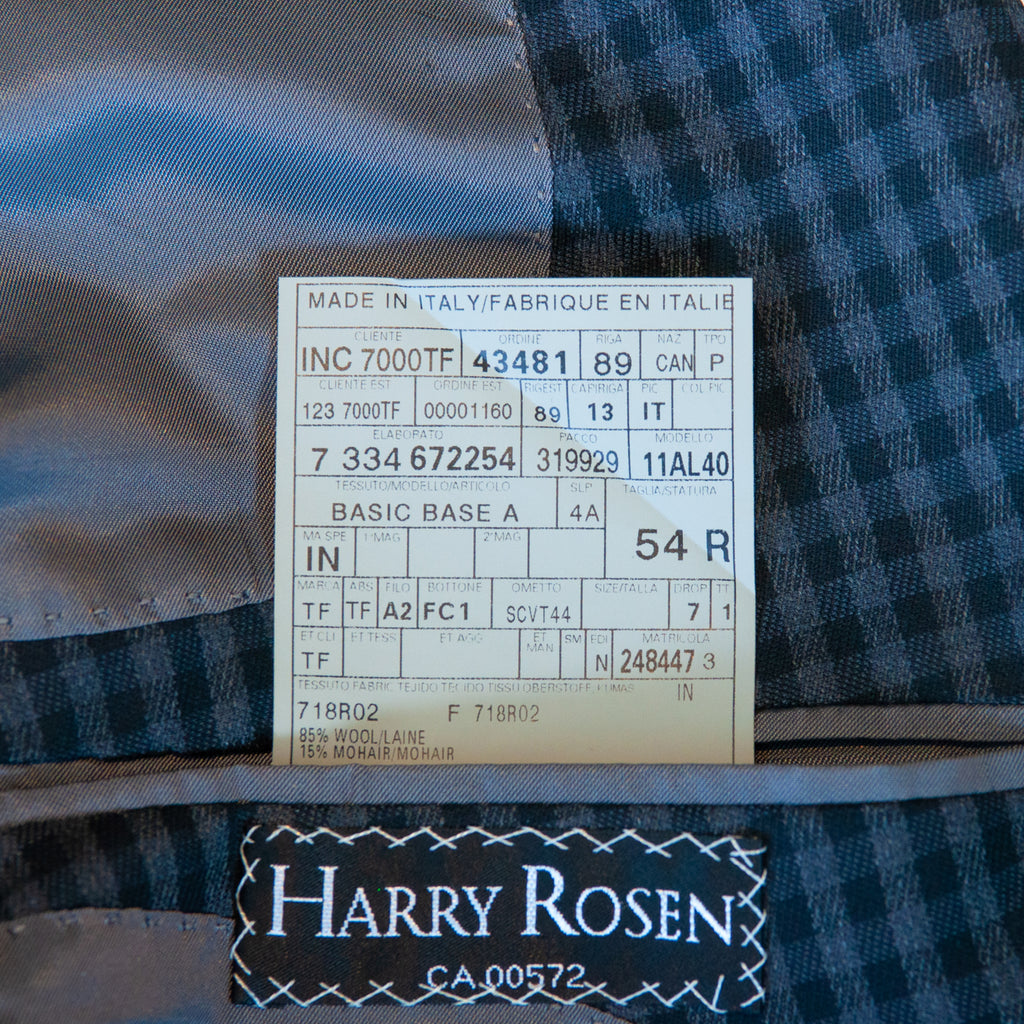 MADE IN ITALY/FABRIQUE EN ITALIE
CLIENTE ORDINE RIGA NAZ TPO
INC 7000TF 43481 89 CAN P
CLIENTE EST ORDINE EST RIGEST CAPIRIGA PIC COL.PIC
123 7000TF 00001160 89 13 IT
ELABORATO PACCO MODELLO
7 334 672254 319929 11AL40
TESSUTO/MODELLO/ARTICOLO SLP TAGLIA/STATURA
BASIC BASE A 4A 54 R
MA SPE 1°MAG 2°MAG
IN
MARCA ABS FILO BOTTONE OMETTO SIZE/TALLA DROP TT
TF TF A2 FC1 SCVT44 7 1
ET CLI ET TESS ET AGG ET MAN SM EDI MATRICOLA
TF N 248447 3
TESSUTO FABRIC TEJIDO TECIDO TISSU OBERSTOFF KUMAS IN
718R02 F 718R02
85% WOOL/LAINE
15% MOHAIR/MOHAIR
HARRY ROSEN
CA 00572